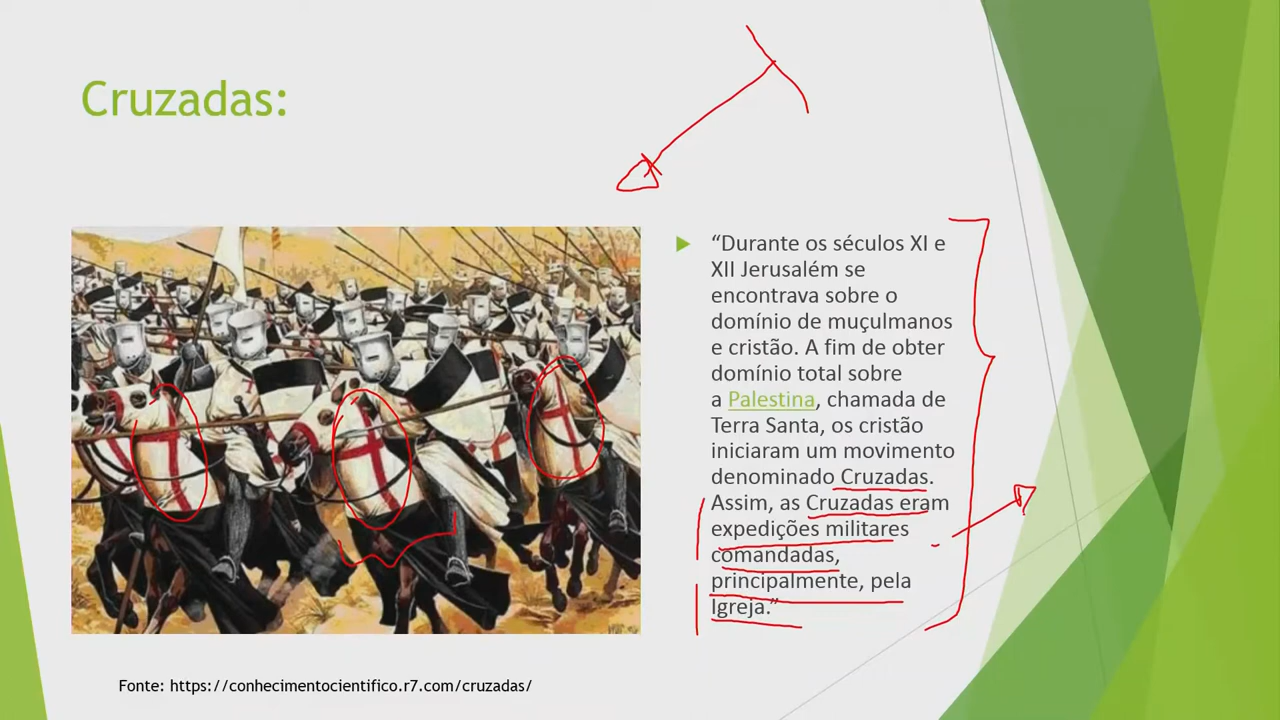 Cruzadas:
“Durante os séculos XI e
XII Jerusalém se
encontrava sobre o
domínio de muçulmanos
e cristão. A fim de obter
domínio total sobre
a Palestina, chamada de
Terra Santa, os cristão
iniciaram um movimento
denominado Cruzadas.
Assim, as Cruzadas eram
expedições militares
comandadas,
principalmente, pela
Igreja.”
Fonte: https://conhecimentocientifico.r7.com/cruzadas/